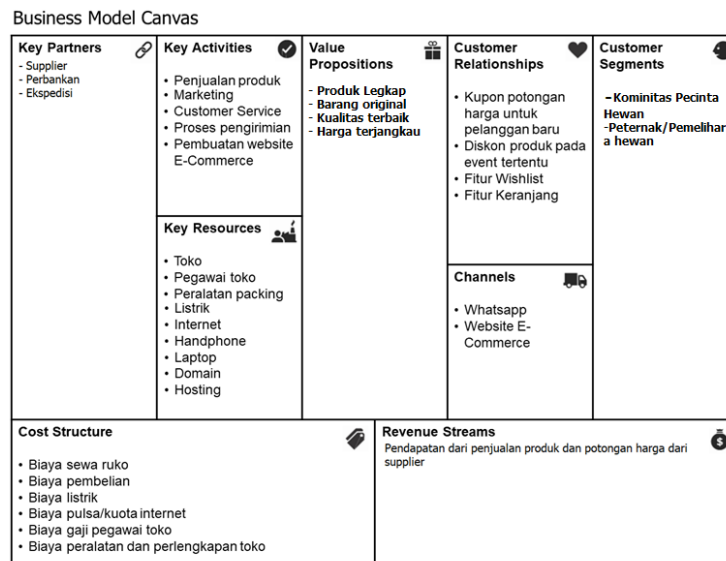 Business Model Canvas
Key Partners
- Supplier
- Perbankan
- Ekspedisi
Key Activities
• Penjualan produk
• Marketing
• Customer Service
• Proses pengirimian
• Pembuatan website
E-Commerce
Key Resources
• Toko
• Pegawai toko
• Peralatan packing
• Listrik
• Internet
• Handphone
• Laptop
• Domain
• Hosting
Value
Propositions
- Produk Legkap
- Barang original
- Kualitas terbaik
- Harga terjangkau
Customer
Relationships
• Kupon potongan
harga untuk
pelanggan baru
• Diskon produk pada
event tertentu
• Fitur Wishlist
• Fitur Keranjang
Channels
• Whatsapp
• Website E-
Commerce
Customer
Segments
-Kominitas Pecinta
Hewan
-Peternak/Pemelihar
a hewan
Cost Structure
• Biaya sewa ruko
• Biaya pembelian
• Biaya listrik
• Biaya pulsa/kuota internet
• Biaya gaji pegawai toko
• Biaya peralatan dan perlengkapan toko
Revenue Streams
Pendapatan dari penjualan produk dan potongan harga dari
supplier